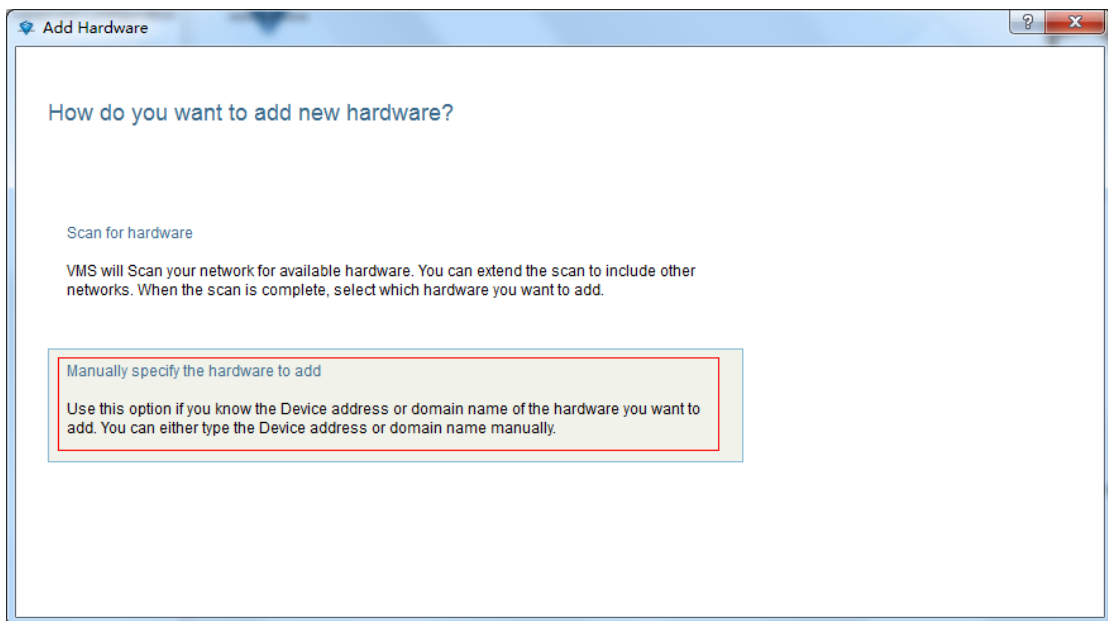 Add Hardware
?
X
How do you want to add new hardware?
Scan for hardware
VMS will Scan your network for available hardware. You can extend the scan to include other
networks. When the scan is complete, select which hardware you want to add.
Manually specify the hardware to add
Use this option if you know the Device address or domain name of the hardware you want to
add. You can either type the Device address or domain name manually.